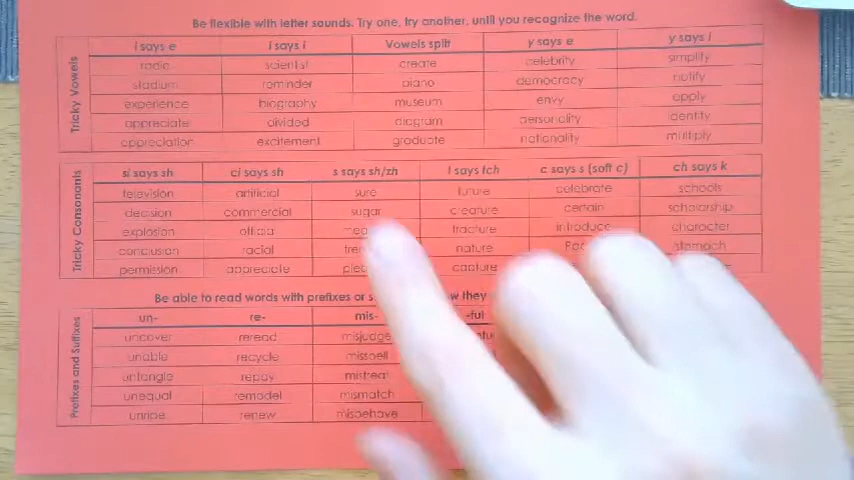 Be flexible with letter sounds. Try one, try another, until you recognize the word.
Tricky Vowels
i says e i says i Vowels split y says e y says i
radio scientist create celebrity simplify
stadium reminder piano democracy notify
experience biography museum envy apply
appreciate divided diagram personality identity
appreciation excitement graduate nationality multiply
Tricky Consonants
si says sh ci says sh s says sh/zh t says tch c says s (soft c) ch says k
television artificial sure future celebrate schools
decision commercial sugar creature certain scholarship
explosion official fracture introduce character
conclusion racial nature stomach
permission appreciate capture
Be able to read words with prefixes or they
Prefixes and Suffixes
un- re- mis- -ful
uncover reread misjudge
unable recycle misspell
untangle repay mistreat
unequal remodel mismatch
unripe renew misbehave